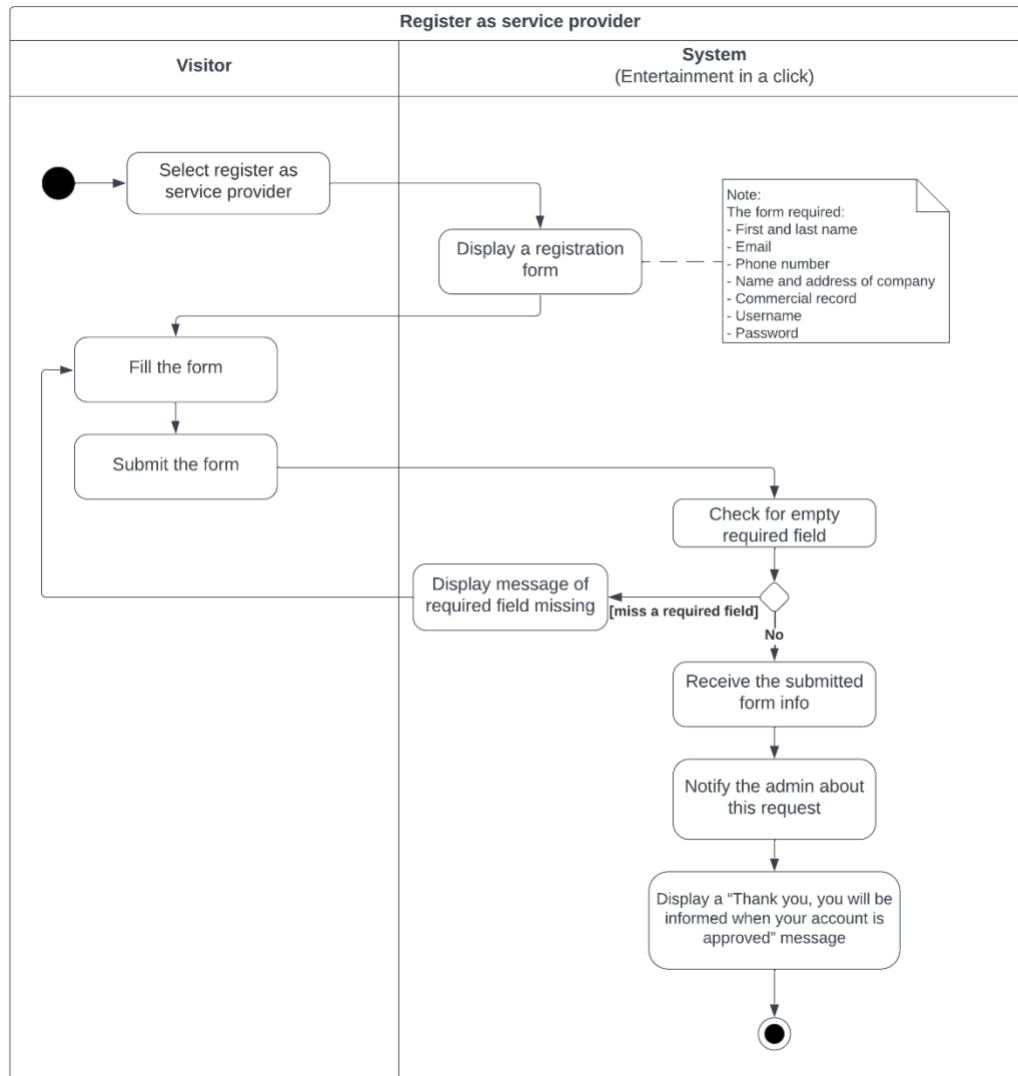 Register as service provider
Visitor
System
(Entertainment in a click)
Select register as
service provider
Note:
The form required:
- First and last name
- Email
- Phone number
- Name and address of company
- Commercial record
- Username
- Password
Display a registration
form
Fill the form
Submit the form
Check for empty
required field
Display message of
required field missing
[miss a required field]
No
Receive the submitted
form info
Notify the admin about
this request
Display a “Thank you, you will be
informed when your account is
approved” message